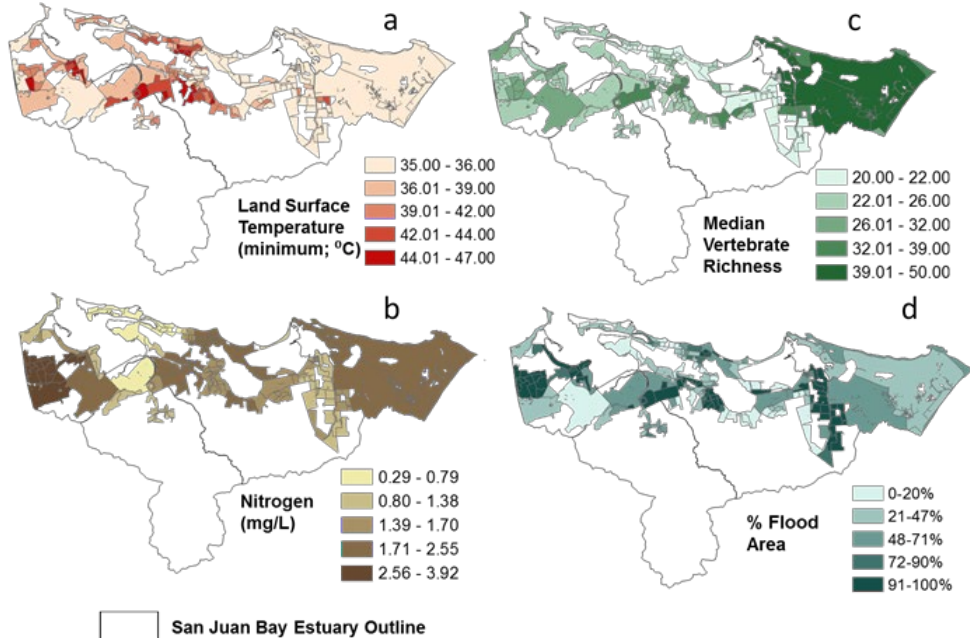 a
35.00 - 36.00
36.01 - 39.00
39.01 - 42.00
42.01 - 44.00
44.01 - 47.00
Land Surface
Temperature
(minimum; ⁰C)
c
20.00 - 22.00
22.01 - 26.00
26.01 - 32.00
32.01 - 39.00
39.01 - 50.00
Median
Vertebrate
Richness
b
0.29 - 0.79
0.80 - 1.38
1.39 - 1.70
1.71 - 2.55
2.56 - 3.92
Nitrogen
(mg/L)
d
0-20%
21-47%
48-71%
72-90%
91-100%
% Flood
Area
San Juan Bay Estuary Outline